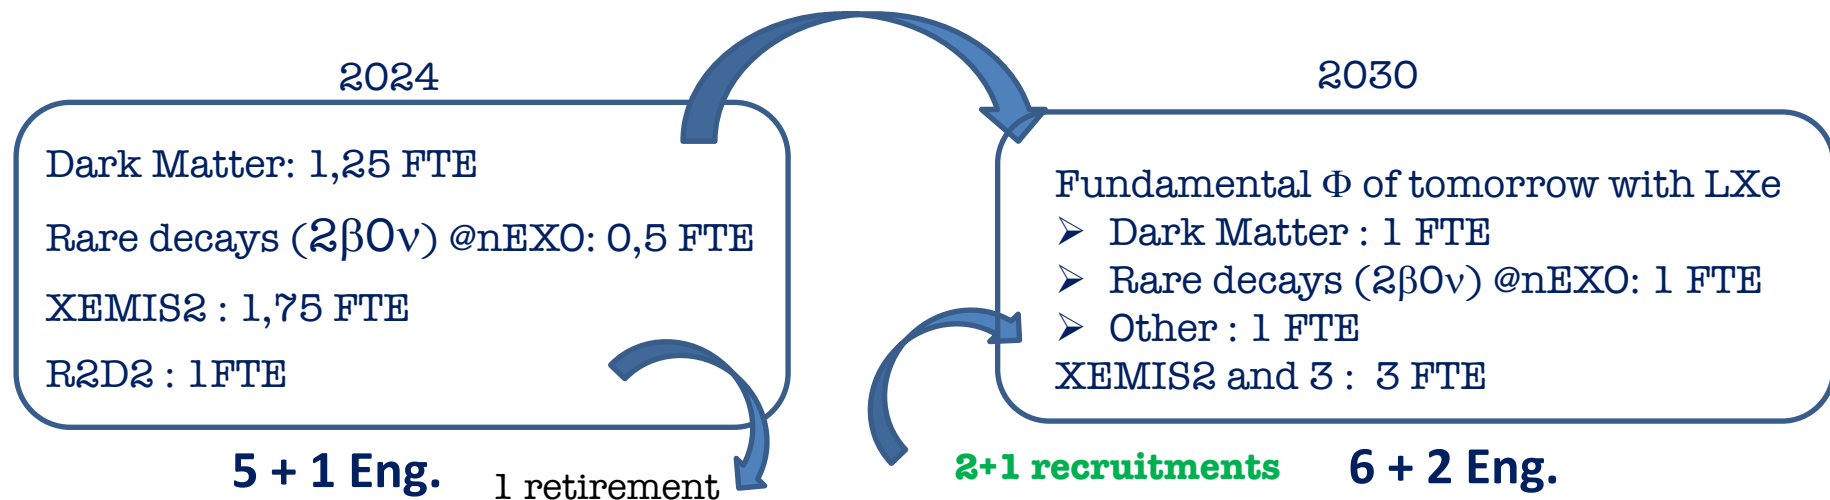 2024
Dark Matter: 1,25 FTE
Rare decays (2β0ν) @nEXO: 0,5 FTE
XEMIS2 : 1,75 FTE
R2D2 : 1FTE
5 + 1 Eng.
1 retirement
2030
Fundamental Φ of tomorrow with LXe
➢ Dark Matter : 1 FTE
➢ Rare decays (2β0ν) @nEXO: 1 FTE
➢ Other : 1 FTE
XEMIS2 and 3 : 3 FTE
2+1 recruitments
6 + 2 Eng.